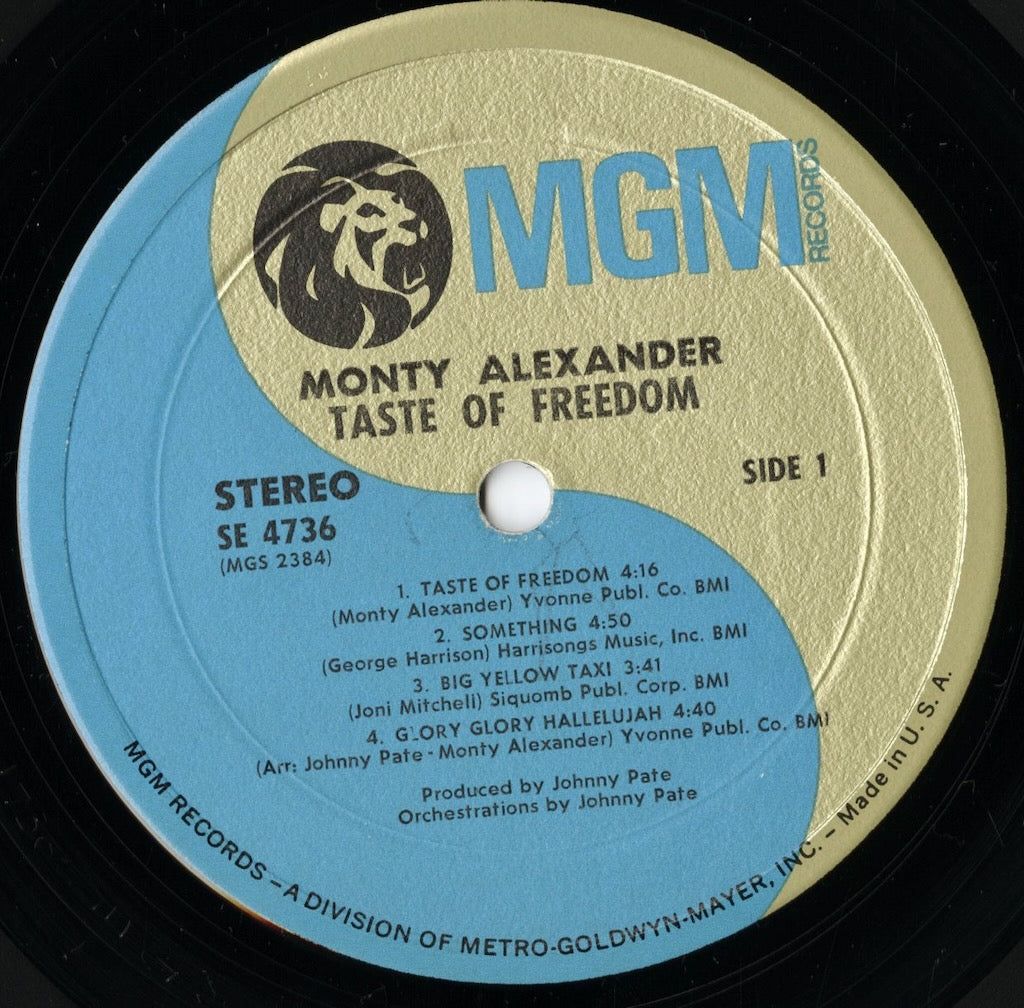 MGM RECORDS
MONTY ALEXANDER
TASTE OF FREEDOM
SIDE 1
STEREO
SE 4736
(MGS 2384)
1. TASTE OF FREEDOM 4:16
(Monty Alexander) Yvonne Publ. Co. BMI
2. SOMETHING 4:50
(George Harrison) Harrisongs Music, Inc. BMI
3. BIG YELLOW TAXI 3:41
(Joni Mitchell) Siquomb Publ. Corp. BMI
4. GLORY GLORY HALLELUJAH 4:40
(Arr: Johnny Pate - Monty Alexander) Yvonne Publ. Co. BMI
Produced by Johnny Pate
Orchestrations by Johnny Pate
MGM RECORDS – A DIVISION OF METRO-GOLDWYN-MAYER, INC. – Made in U. S. A.